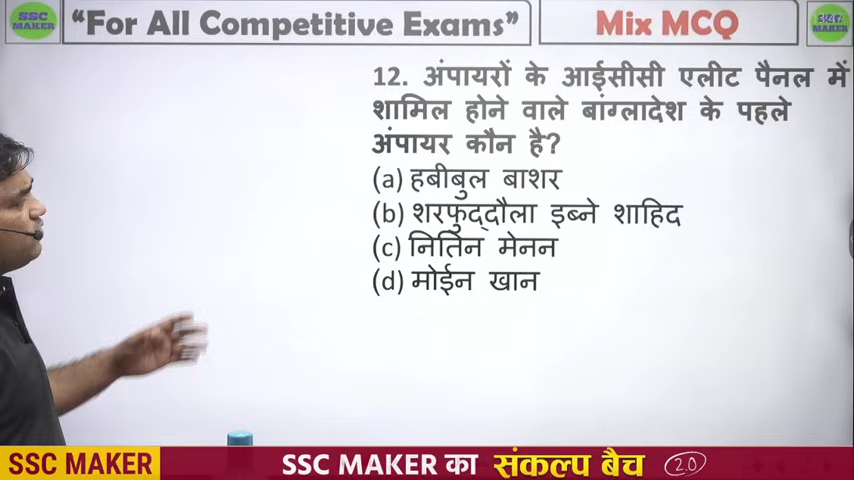 SSC
MAKER
“For All Competitive Exams”
Mix MCQ
SSC
MAKER
12. अंपायरों के आईसीसी एलीट पैनल में
शामिल होने वाले बांग्लादेश के पहले
अंपायर कौन है?
(a) हबीबुल बाशर
(b) शरफुद्दौला इब्ने शाहिद
(c) नितिन मेनन
(d) मोईन खान
SSC MAKER
SSC MAKER का संकल्प बैच 2.0